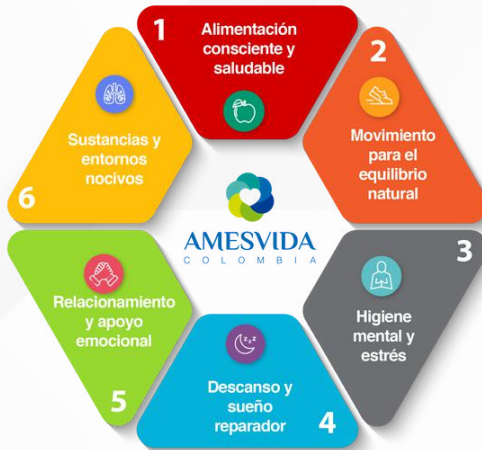 1
Alimentación
consciente y
saludable
2
Movimiento
para el
equilibrio
natural
3
Higiene
mental y
estrés
4
Descanso y
sueño
reparador
zzz
5
Relacionamiento
y apoyo
emocional
6
Sustancias y
entornos
nocivos
AMESVIDA
COLOMBIA